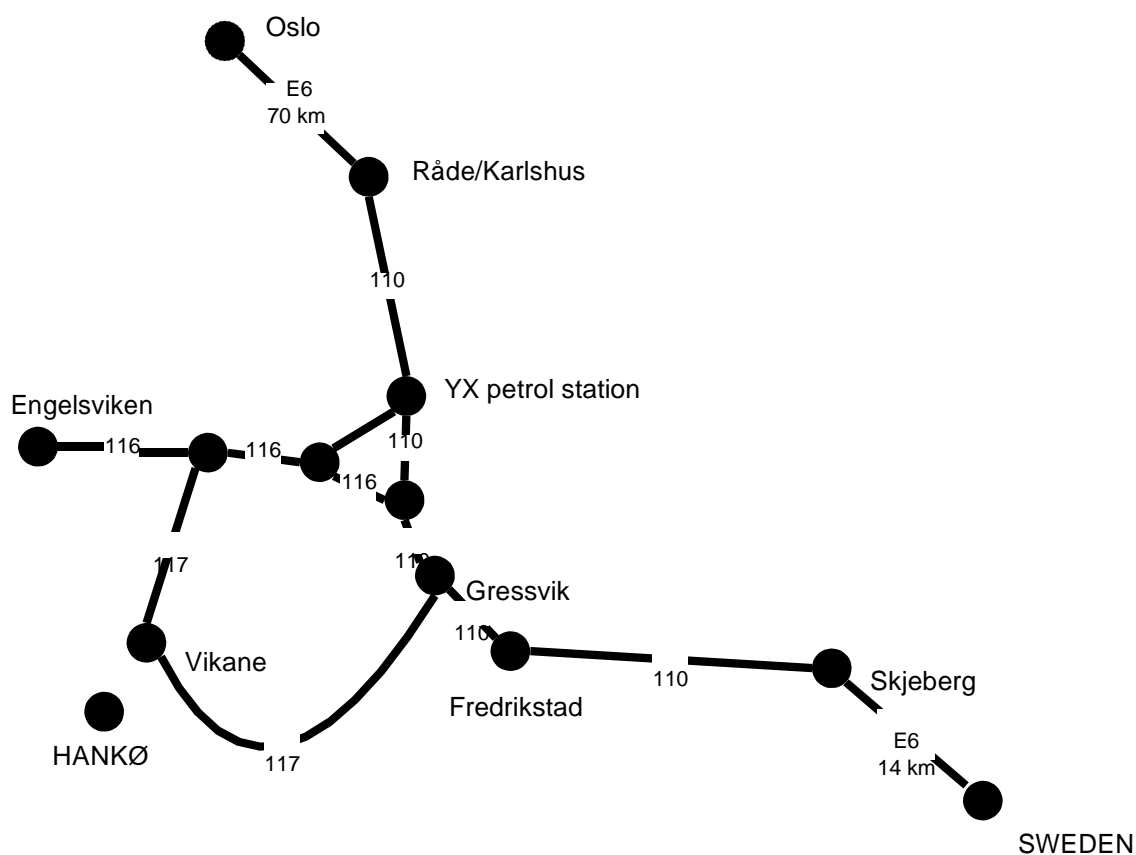 Oslo
E6
70 km
Råde/Karlshus
110
YX petrol station
Engelsviken
110
116
116
116
117
110
Gressvik
110
Vikane
Fredrikstad
110
Skjeberg
HANKØ
117
E6
14 km
SWEDEN